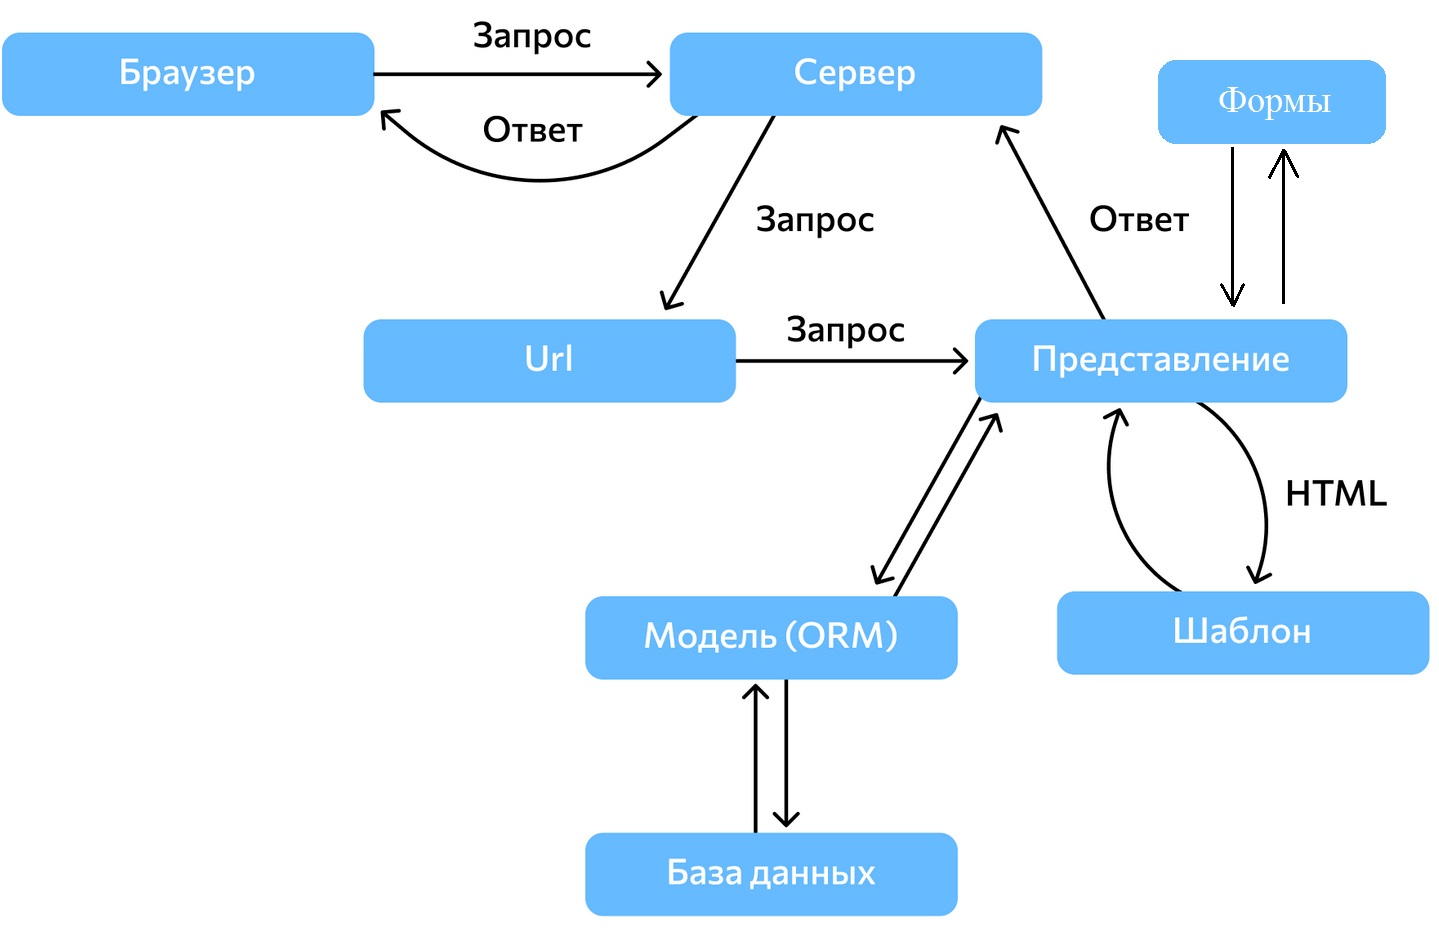 Запрос
Браузер
Сервер
Формы
Ответ
Запрос
Ответ
Запрос
Url
Представление
HTML
Модель (ORM)
Шаблон
База данных